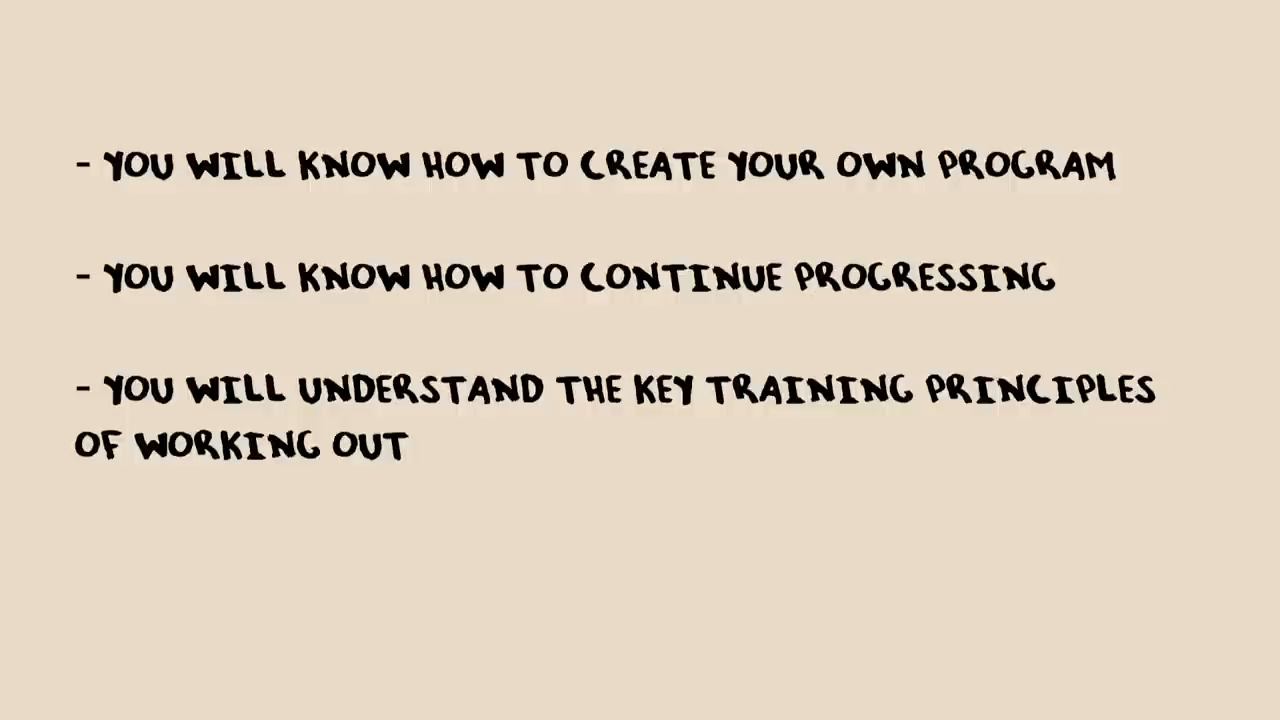 - YOU WILL KNOW HOW TO CREATE YOUR OWN PROGRAM
- YOU WILL KNOW HOW TO CONTINUE PROGRESSING
- YOU WILL UNDERSTAND THE KEY TRAINING PRINCIPLES
OF WORKING OUT